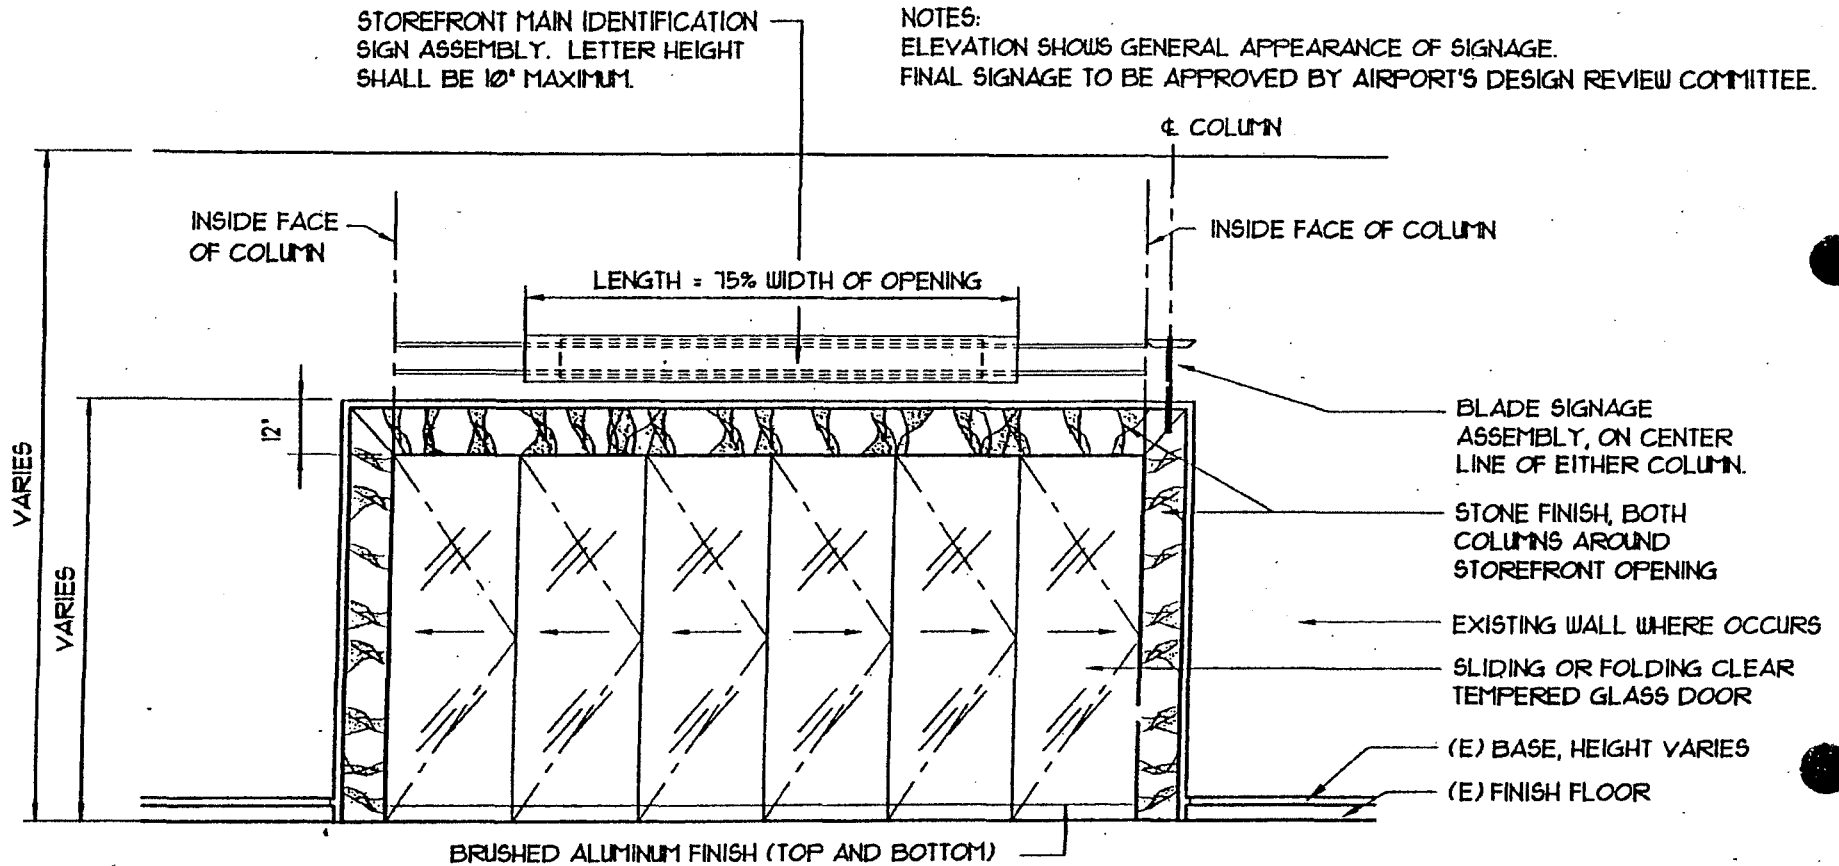 STOREFRONT MAIN IDENTIFICATION
SIGN ASSEMBLY. LETTER HEIGHT
SHALL BE 10" MAXIMUM.
NOTES:
ELEVATION SHOWS GENERAL APPEARANCE OF SIGNAGE.
FINAL SIGNAGE TO BE APPROVED BY AIRPORT'S DESIGN REVIEW COMMITTEE.
℄ COLUMN
INSIDE FACE
OF COLUMN
INSIDE FACE OF COLUMN
LENGTH = 75% WIDTH OF OPENING
12"
VARIES
VARIES
BLADE SIGNAGE
ASSEMBLY, ON CENTER
LINE OF EITHER COLUMN.
STONE FINISH, BOTH
COLUMNS AROUND
STOREFRONT OPENING
EXISTING WALL WHERE OCCURS
SLIDING OR FOLDING CLEAR
TEMPERED GLASS DOOR
(E) BASE, HEIGHT VARIES
(E) FINISH FLOOR
BRUSHED ALUMINUM FINISH (TOP AND BOTTOM)